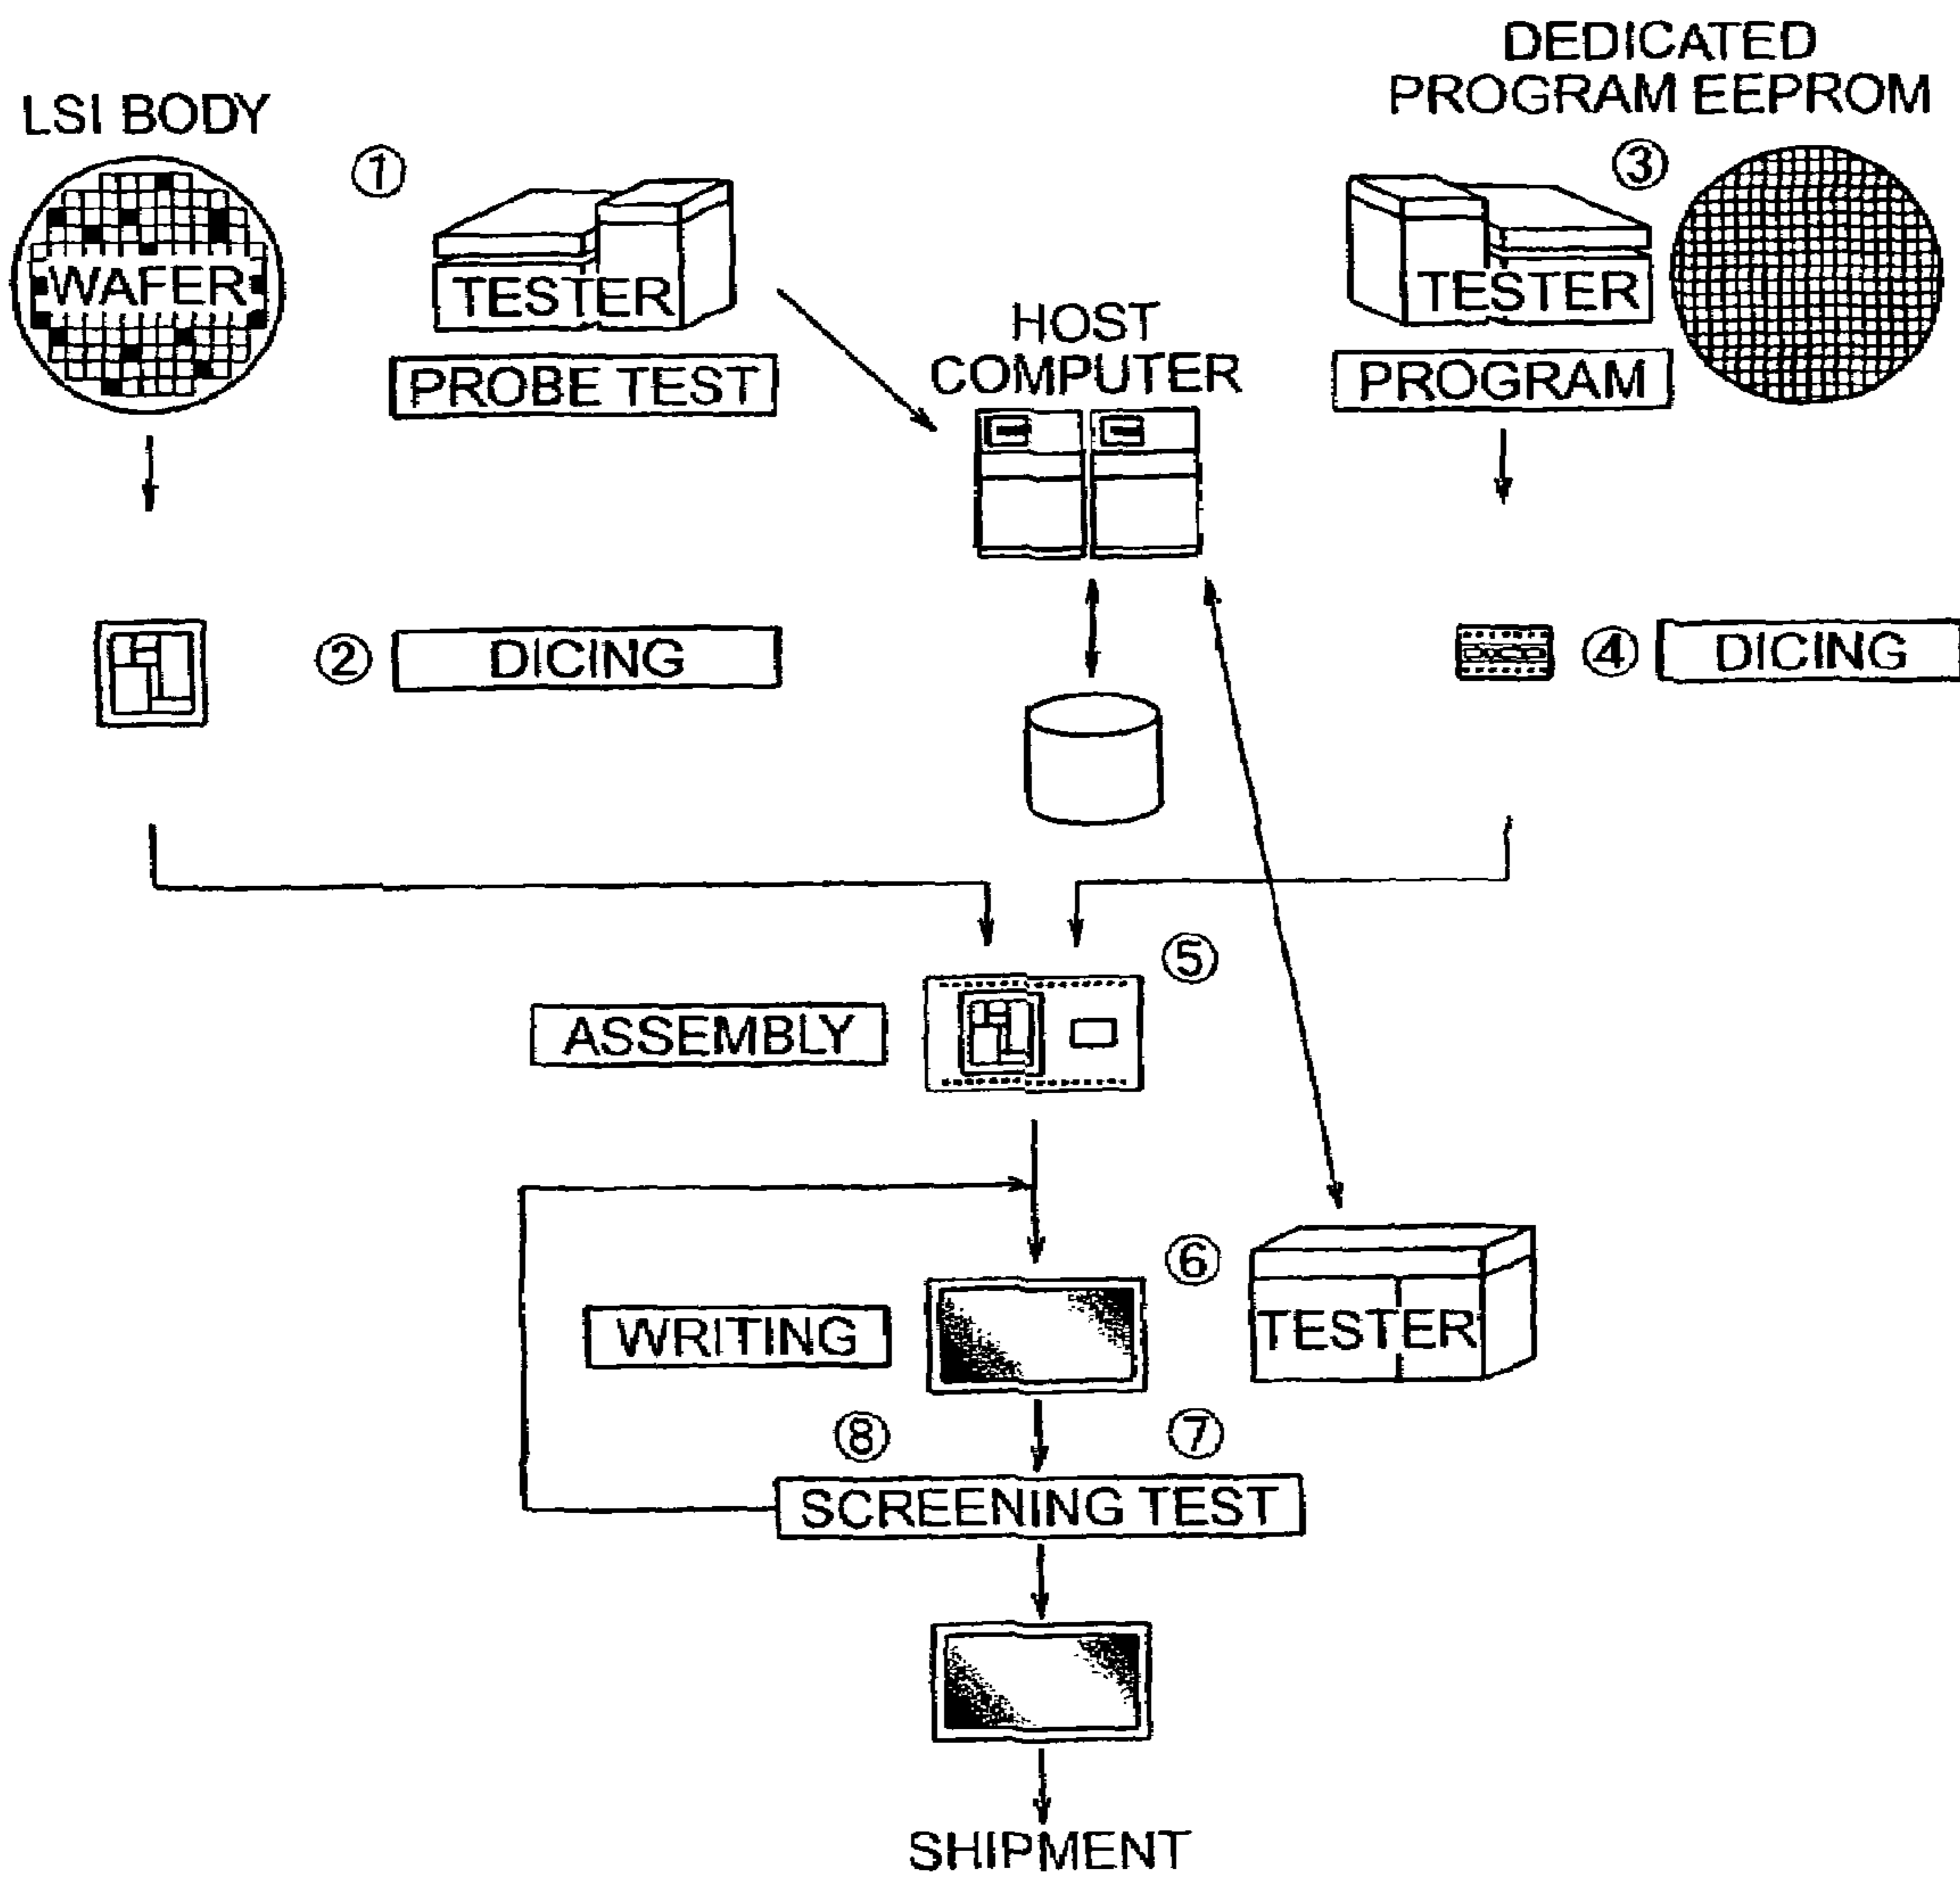 DEDICATED
PROGRAM EEPROM
LSI BODY
①
③
WAFER
TESTER
TESTER
HOST
COMPUTER
PROBE TEST
PROGRAM
②
DICING
④
DICING
⑤
ASSEMBLY
⑥
WRITING
TESTER
⑧
⑦
SCREENING TEST
SHIPMENT